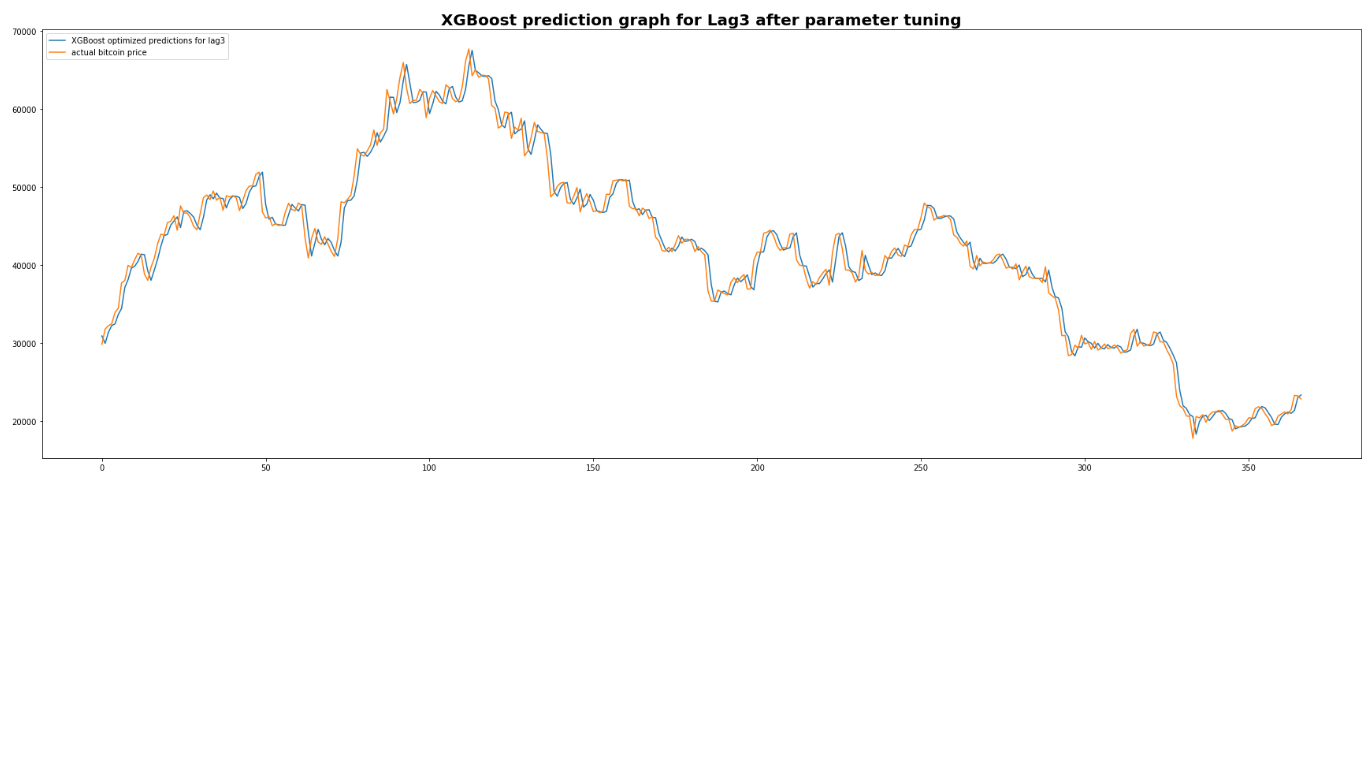 XGBoost prediction graph for Lag3 after parameter tuning
XGBoost optimized predictions for lag3
actual bitcoin price
70000
60000
50000
40000
30000
20000
0 50 100 150 200 250 300 350